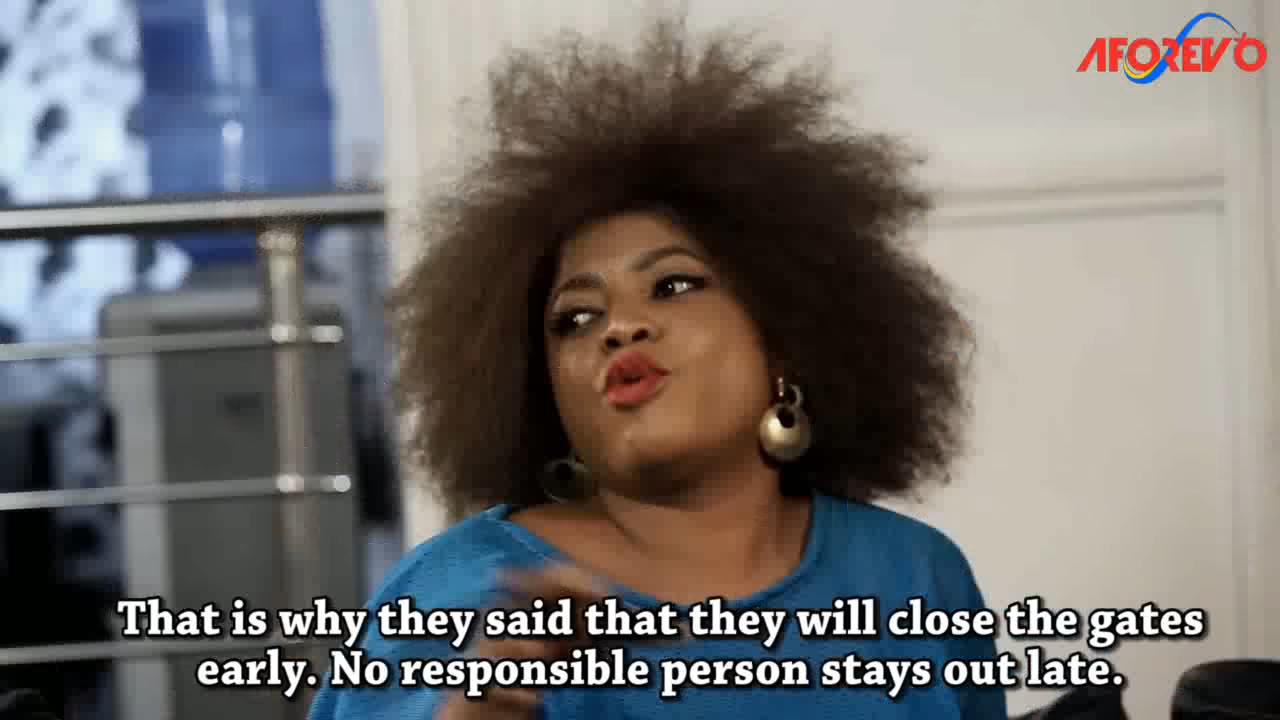 AFOREVO
That is why they said that they will close the gates
early. No responsible person stays out late.